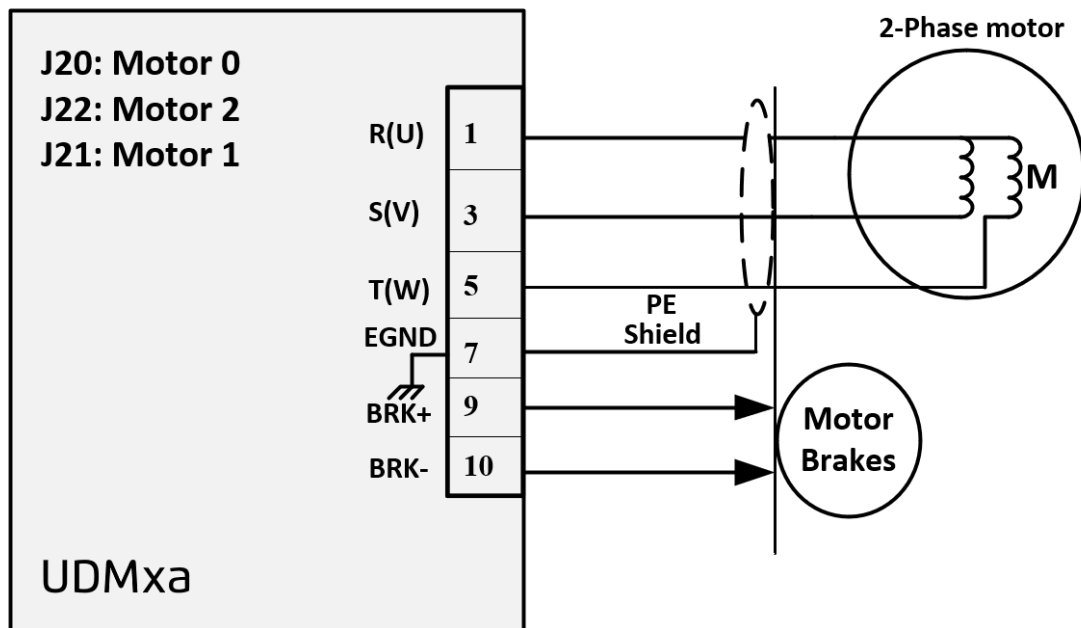 2-Phase motor
J20: Motor 0
J22: Motor 2
J21: Motor 1
R(U)
1
M
S(V)
3
T(W)
5
PE
Shield
EGND
7
BRK+
9
Motor
Brakes
BRK-
10
UDMxa